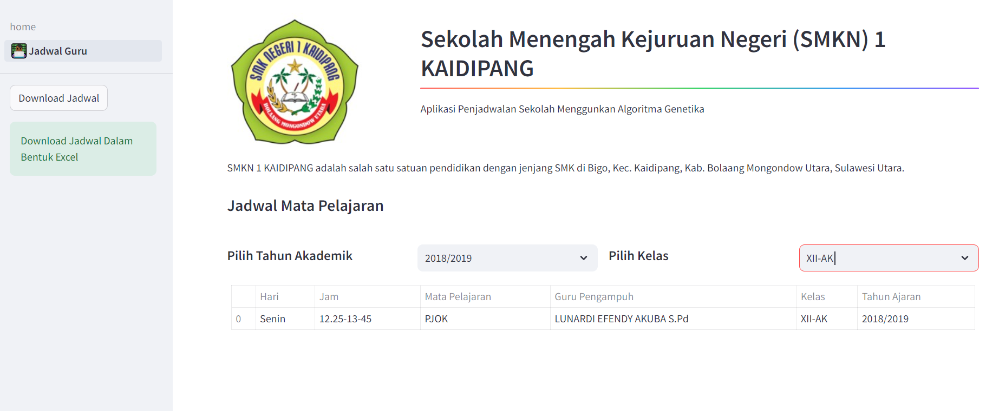 home
Jadwal Guru
Download Jadwal
Download Jadwal Dalam
Bentuk Excel
SMK NEGERI 1 KAIDIPANG
BOLAANG MONGONDOW UTARA
Sekolah Menengah Kejuruan Negeri (SMKN) 1
KAIDIPANG
Aplikasi Penjadwalan Sekolah Menggunkan Algoritma Genetika
SMKN 1 KAIDIPANG adalah salah satu satuan pendidikan dengan jenjang SMK di Bigo, Kec. Kaidipang, Kab. Bolaang Mongondow Utara, Sulawesi Utara.
Jadwal Mata Pelajaran
Pilih Tahun Akademik 2018/2019 Pilih Kelas XII-AK
Hari Jam Mata Pelajaran Guru Pengampuh Kelas Tahun Ajaran
0 Senin 12.25-13-45 PJOK LUNARDI EFENDY AKUBA S.Pd XII-AK 2018/2019